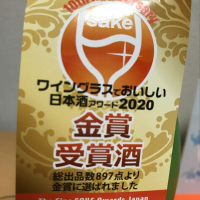 Sake
ワイングラスでおいしい
日本酒アワード2020
金賞
受賞酒
総出品数897点より
金賞に選ばれました